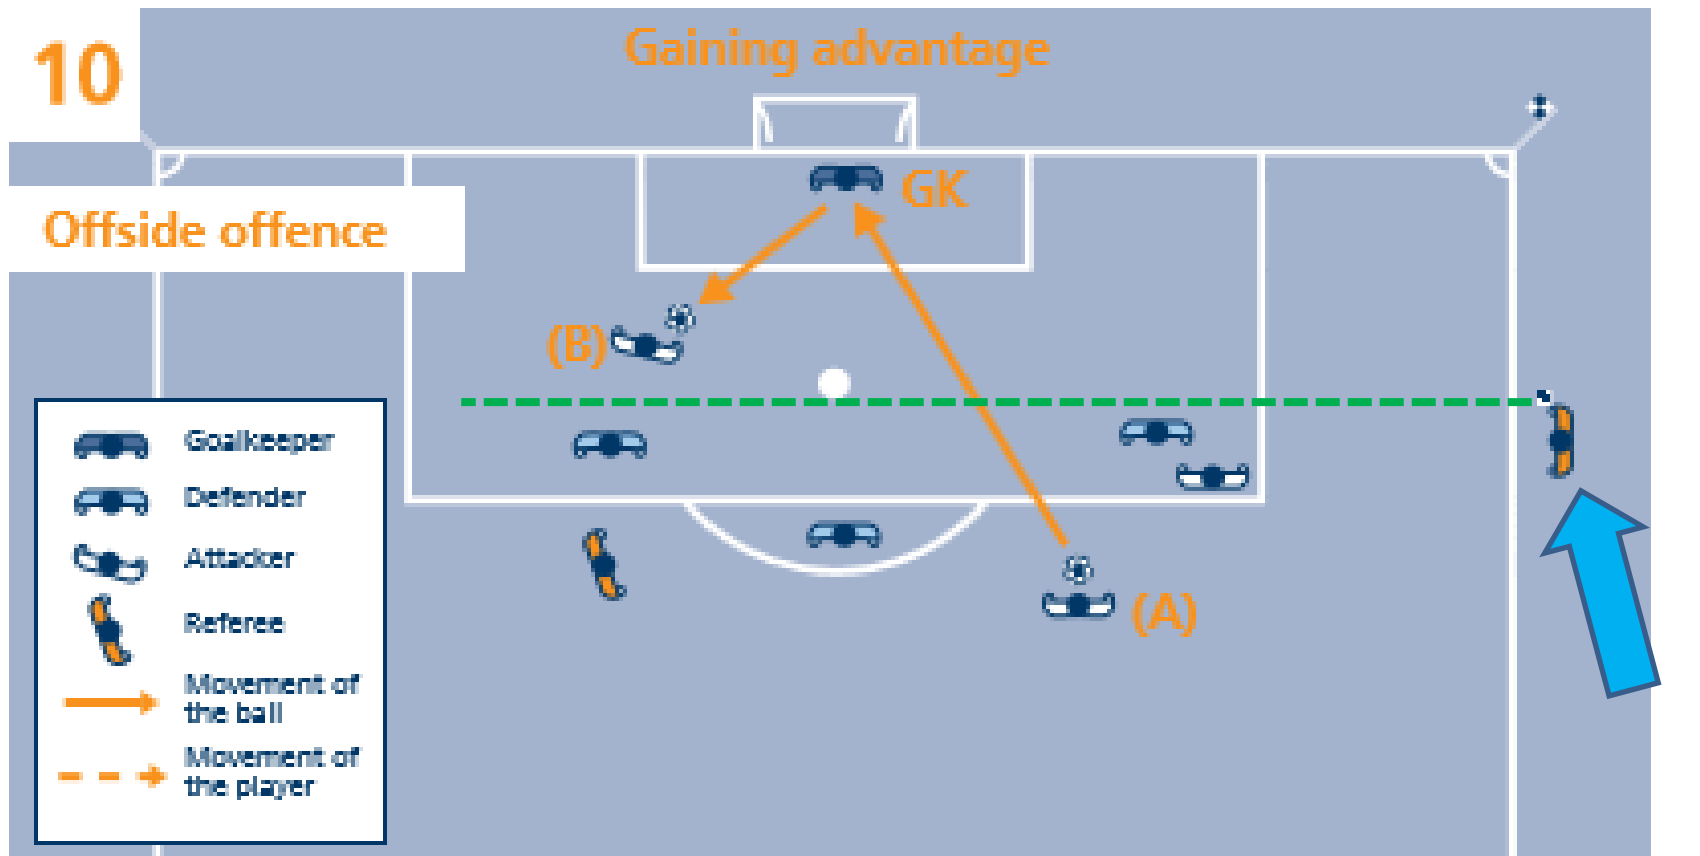 10
Gaining advantage
GK
Offside offence
(B)
(A)
Goalkeeper
Defender
Attacker
Referee
Movement of
the ball
Movement of
the player